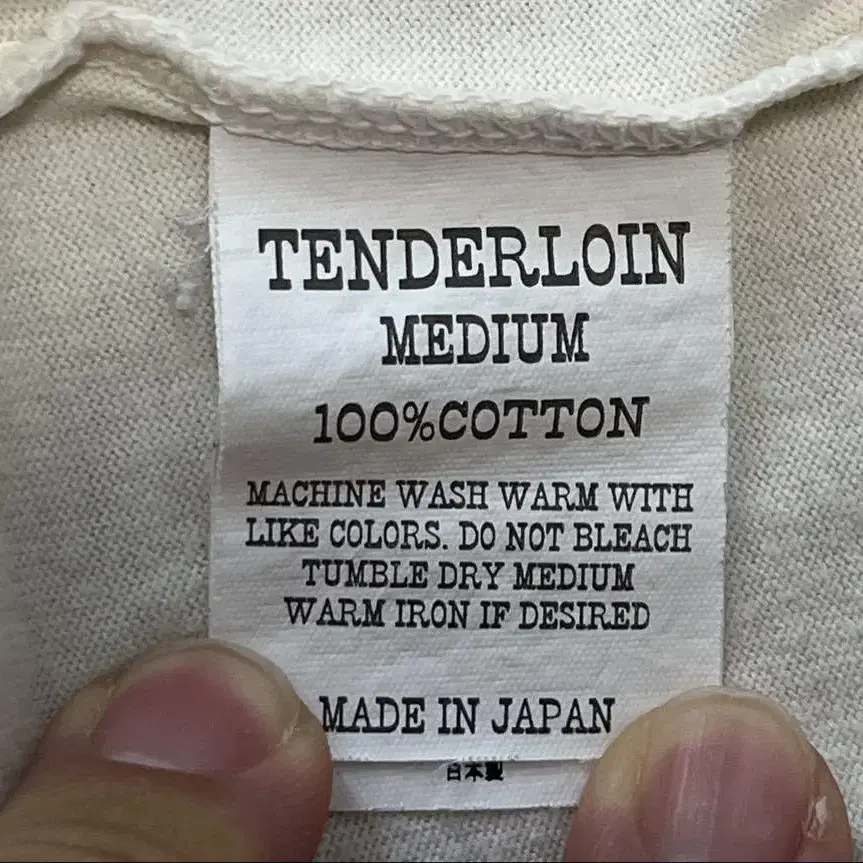 TENDERLOIN
MEDIUM
100%COTTON
MACHINE WASH WARM WITH
LIKE COLORS. DO NOT BLEACH
TUMBLE DRY MEDIUM
WARM IRON IF DESIRED
MADE IN JAPAN
日本製